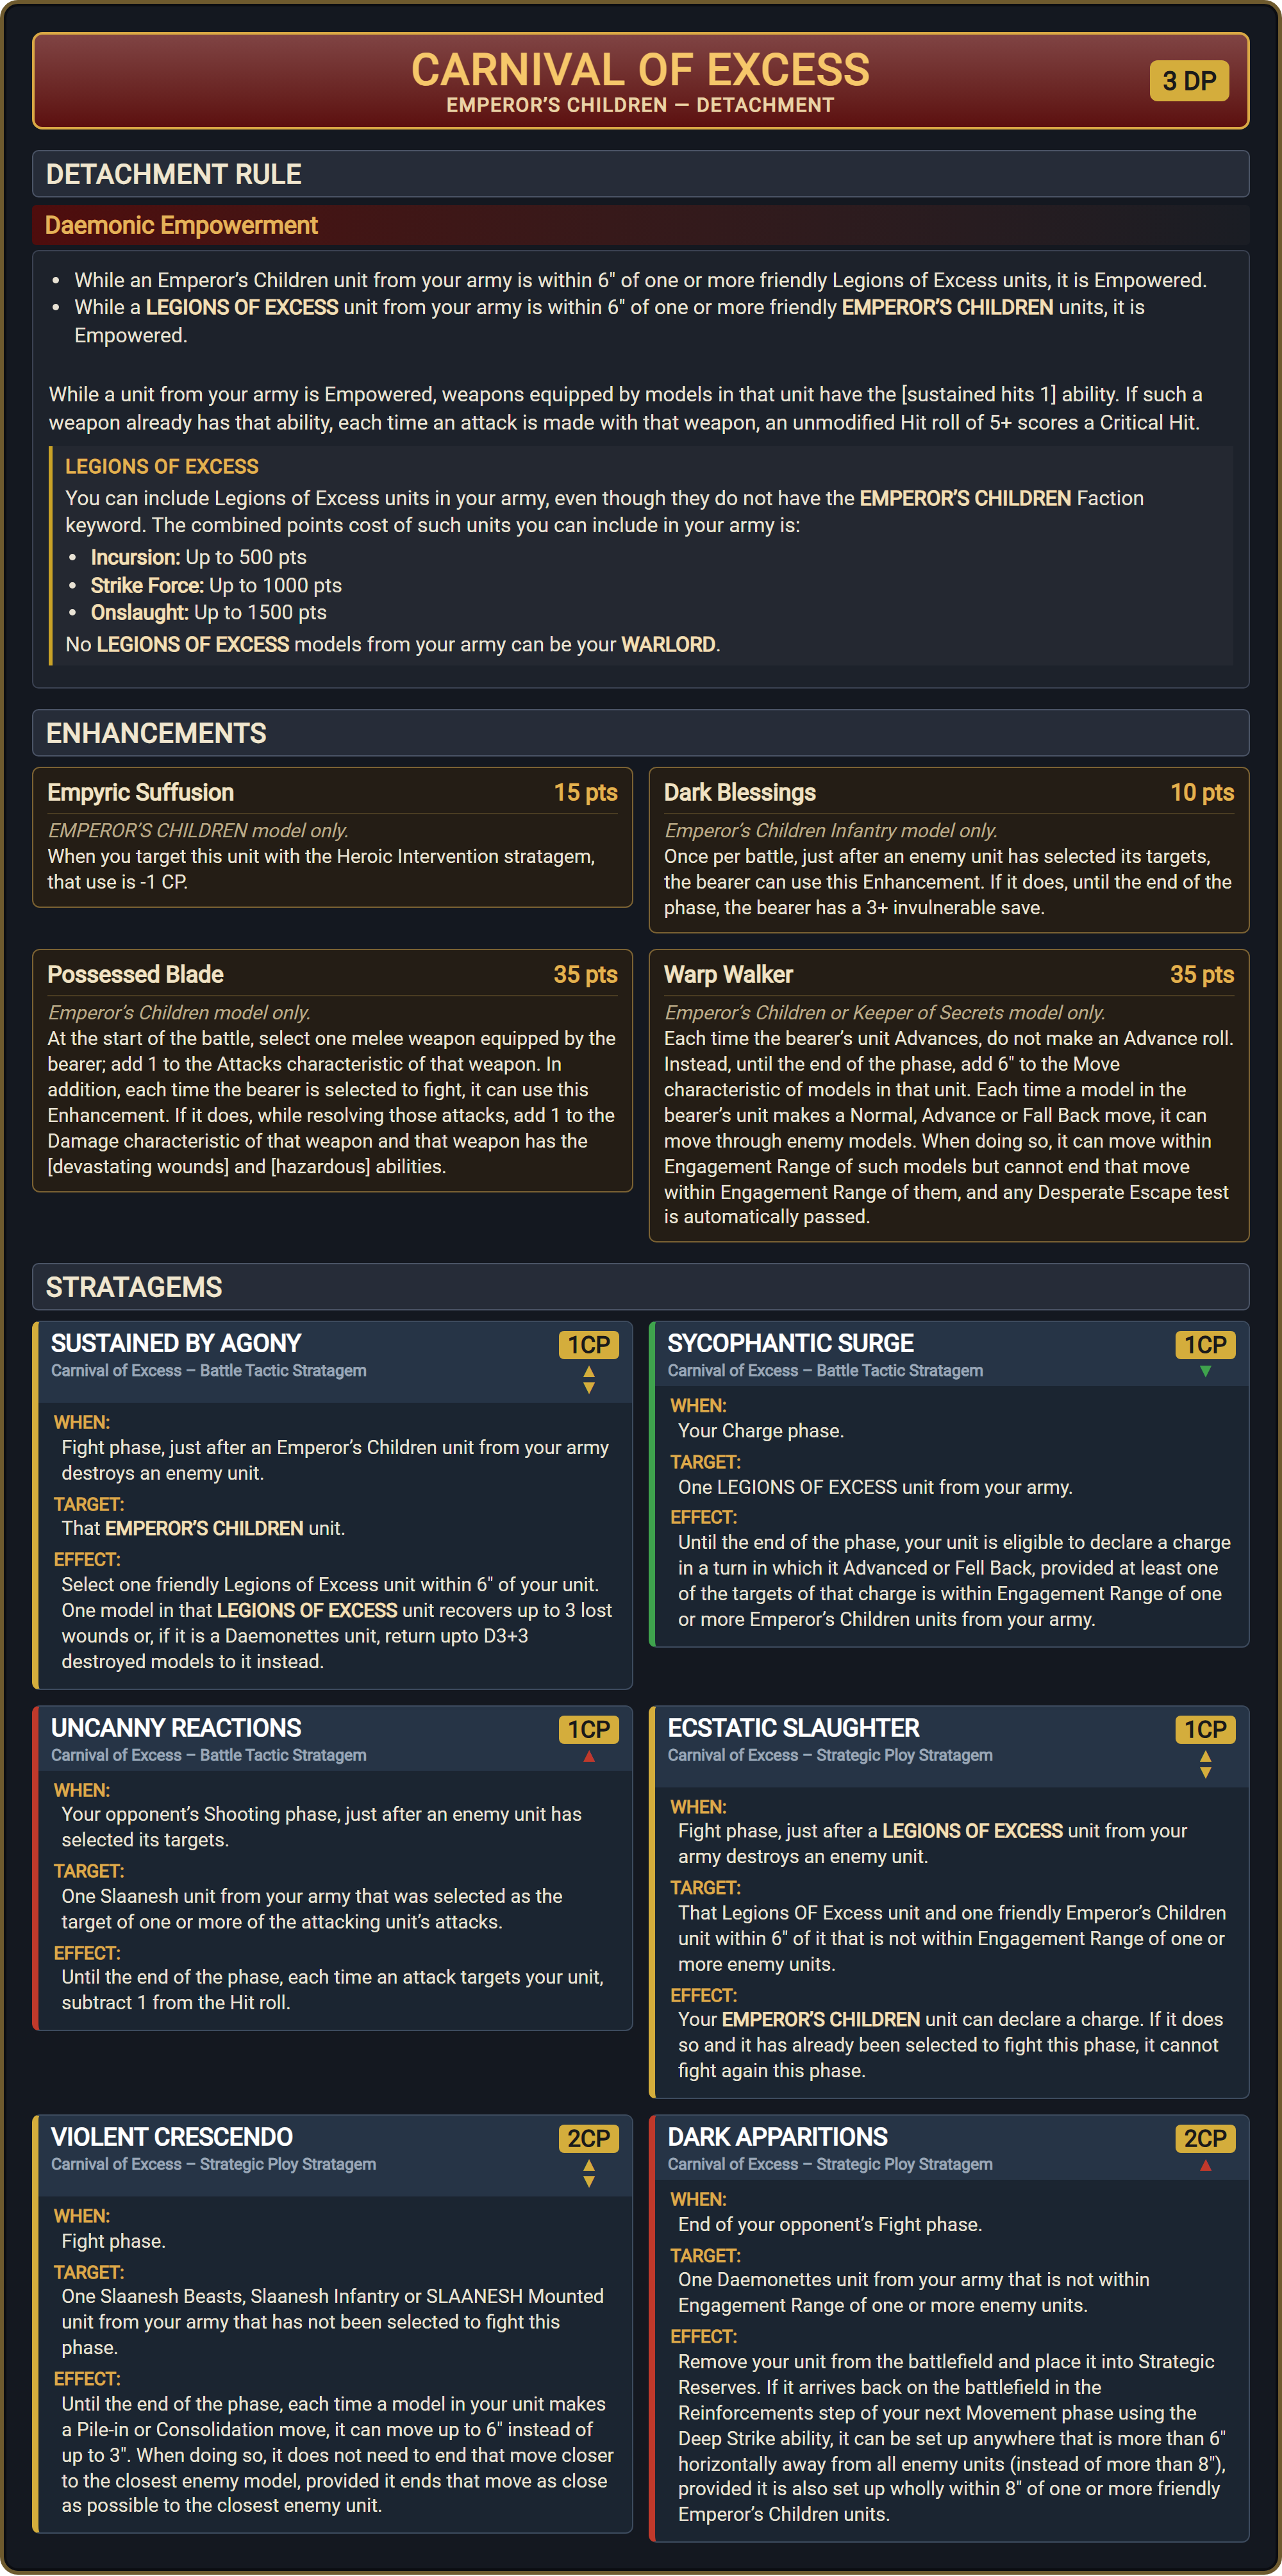 CARNIVAL OF EXCESS
EMPEROR’S CHILDREN — DETACHMENT
3 DP
DETACHMENT RULE
Daemonic Empowerment
• While an Emperor’s Children unit from your army is within 6" of one or more friendly Legions of Excess units, it is Empowered.
• While a LEGIONS OF EXCESS unit from your army is within 6" of one or more friendly EMPEROR’S CHILDREN units, it is
Empowered.
While a unit from your army is Empowered, weapons equipped by models in that unit have the [sustained hits 1] ability. If such a
weapon already has that ability, each time an attack is made with that weapon, an unmodified Hit roll of 5+ scores a Critical Hit.
LEGIONS OF EXCESS
You can include Legions of Excess units in your army, even though they do not have the EMPEROR’S CHILDREN Faction
keyword. The combined points cost of such units you can include in your army is:
• Incursion: Up to 500 pts
• Strike Force: Up to 1000 pts
• Onslaught: Up to 1500 pts
No LEGIONS OF EXCESS models from your army can be your WARLORD.
ENHANCEMENTS
Empyric Suffusion
15 pts
EMPEROR’S CHILDREN model only.
When you target this unit with the Heroic Intervention stratagem,
that use is -1 CP.
Dark Blessings
10 pts
Emperor’s Children Infantry model only.
Once per battle, just after an enemy unit has selected its targets,
the bearer can use this Enhancement. If it does, until the end of the
phase, the bearer has a 3+ invulnerable save.
Possessed Blade
35 pts
Emperor’s Children model only.
At the start of the battle, select one melee weapon equipped by the
bearer; add 1 to the Attacks characteristic of that weapon. In
addition, each time the bearer is selected to fight, it can use this
Enhancement. If it does, while resolving those attacks, add 1 to the
Damage characteristic of that weapon and that weapon has the
[devastating wounds] and [hazardous] abilities.
Warp Walker
35 pts
Emperor’s Children or Keeper of Secrets model only.
Each time the bearer’s unit Advances, do not make an Advance roll.
Instead, until the end of the phase, add 6" to the Move
characteristic of models in that unit. Each time a model in the
bearer’s unit makes a Normal, Advance or Fall Back move, it can
move through enemy models. When doing so, it can move within
Engagement Range of such models but cannot end that move
within Engagement Range of them, and any Desperate Escape test
is automatically passed.
STRATAGEMS
SUSTAINED BY AGONY
1CP
Carnival of Excess – Battle Tactic Stratagem
WHEN:
Fight phase, just after an Emperor’s Children unit from your army
destroys an enemy unit.
TARGET:
That EMPEROR’S CHILDREN unit.
EFFECT:
Select one friendly Legions of Excess unit within 6" of your unit.
One model in that LEGIONS OF EXCESS unit recovers up to 3 lost
wounds or, if it is a Daemonettes unit, return upto D3+3
destroyed models to it instead.
SYCOPHANTIC SURGE
1CP
Carnival of Excess – Battle Tactic Stratagem
WHEN:
Your Charge phase.
TARGET:
One LEGIONS OF EXCESS unit from your army.
EFFECT:
Until the end of the phase, your unit is eligible to declare a charge
in a turn in which it Advanced or Fell Back, provided at least one
of the targets of that charge is within Engagement Range of one
or more Emperor’s Children units from your army.
UNCANNY REACTIONS
1CP
Carnival of Excess – Battle Tactic Stratagem
WHEN:
Your opponent’s Shooting phase, just after an enemy unit has
selected its targets.
TARGET:
One Slaanesh unit from your army that was selected as the
target of one or more of the attacking unit’s attacks.
EFFECT:
Until the end of the phase, each time an attack targets your unit,
subtract 1 from the Hit roll.
ECSTATIC SLAUGHTER
1CP
Carnival of Excess – Strategic Ploy Stratagem
WHEN:
Fight phase, just after a LEGIONS OF EXCESS unit from your
army destroys an enemy unit.
TARGET:
That Legions OF Excess unit and one friendly Emperor’s Children
unit within 6" of it that is not within Engagement Range of one or
more enemy units.
EFFECT:
Your EMPEROR’S CHILDREN unit can declare a charge. If it does
so and it has already been selected to fight this phase, it cannot
fight again this phase.
VIOLENT CRESCENDO
2CP
Carnival of Excess – Strategic Ploy Stratagem
WHEN:
Fight phase.
TARGET:
One Slaanesh Beasts, Slaanesh Infantry or SLAANESH Mounted
unit from your army that has not been selected to fight this
phase.
EFFECT:
Until the end of the phase, each time a model in your unit makes
a Pile-in or Consolidation move, it can move up to 6" instead of
up to 3". When doing so, it does not need to end that move closer
to the closest enemy model, provided it ends that move as close
as possible to the closest enemy unit.
DARK APPARITIONS
2CP
Carnival of Excess – Strategic Ploy Stratagem
WHEN:
End of your opponent’s Fight phase.
TARGET:
One Daemonettes unit from your army that is not within
Engagement Range of one or more enemy units.
EFFECT:
Remove your unit from the battlefield and place it into Strategic
Reserves. If it arrives back on the battlefield in the
Reinforcements step of your next Movement phase using the
Deep Strike ability, it can be set up anywhere that is more than 6"
horizontally away from all enemy units (instead of more than 8"),
provided it is also set up wholly within 8" of one or more friendly
Emperor’s Children units.